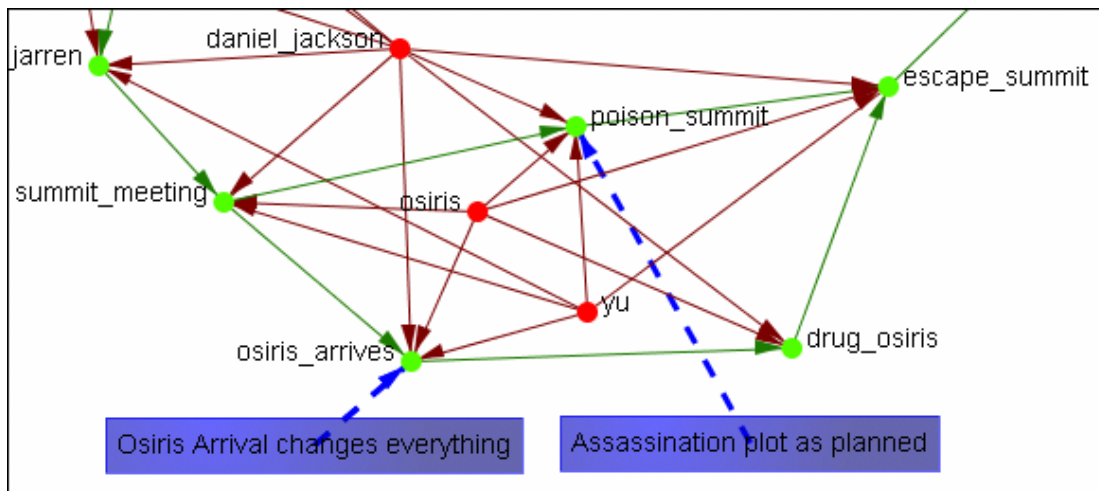 daniel_jackson
jarren
escape_summit
poison_summit
summit_meeting
osiris
yu
osiris_arrives
drug_osiris
Osiris Arrival changes everything
Assassination plot as planned